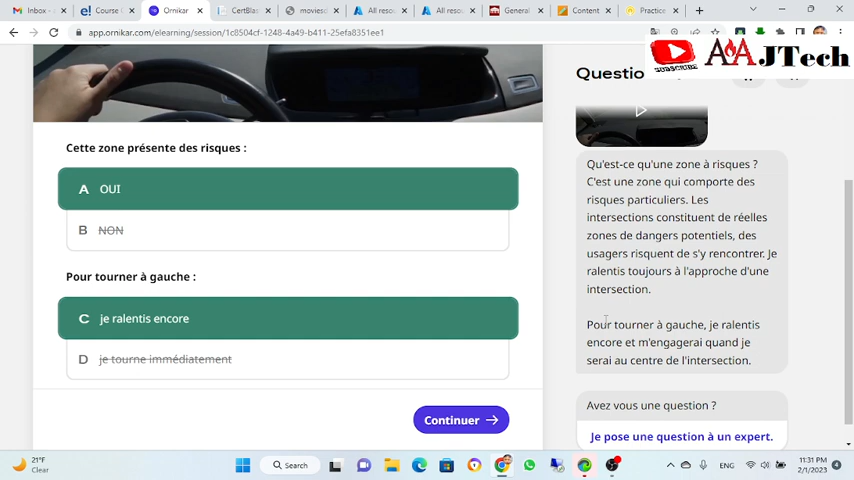 Inbox
Course
Ornikar
CertBlas
moviesd
All resou
All resou
General
Content
Practice
app.ornikar.com/elearning/session/1c8504cf-1248-4a49-b411-25efa8351ee1
SUBSCRIBE
AAJTech
Questio
Cette zone présente des risques :
A OUI
B NON
Pour tourner à gauche :
C je ralentis encore
D je tourne immédiatement
Continuer
Qu'est-ce qu'une zone à risques ?
C'est une zone qui comporte des
risques particuliers. Les
intersections constituent de réelles
zones de dangers potentiels, des
usagers risquent de s'y rencontrer. Je
ralentis toujours à l'approche d'une
intersection.
Pour tourner à gauche, je ralentis
encore et m'engagerai quand je
serai au centre de l'intersection.
Avez vous une question ?
Je pose une question à un expert.
21°F
Clear
Search
ENG
11:31 PM
2/1/2023
4